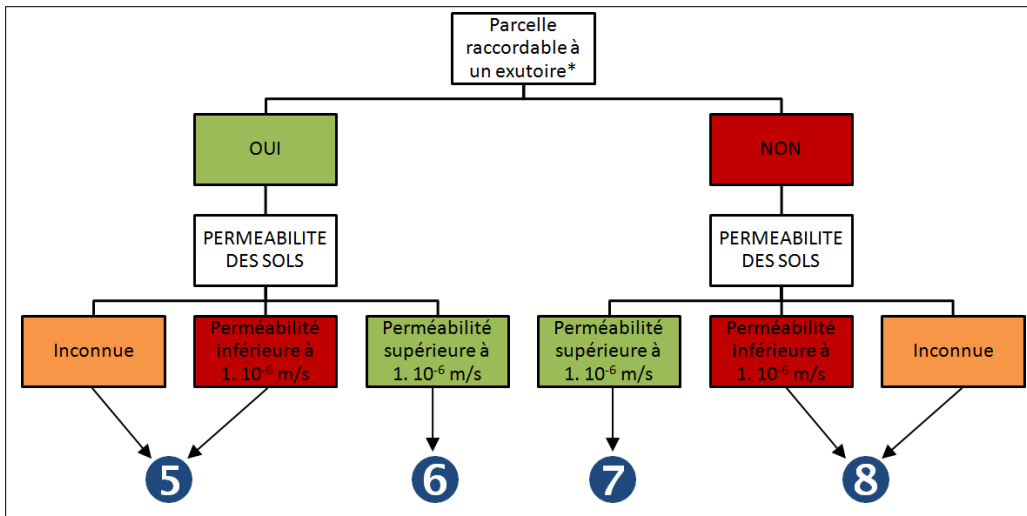 Parcelle
raccordable à
un exutoire*
OUI
NON
PERMEABILITE
DES SOLS
PERMEABILITE
DES SOLS
Inconnue
Perméabilité
inférieure à
1. 10⁻⁶ m/s
Perméabilité
supérieure à
1. 10⁻⁶ m/s
Perméabilité
supérieure à
1. 10⁻⁶ m/s
Perméabilité
inférieure à
1. 10⁻⁶ m/s
Inconnue
5
6
7
8